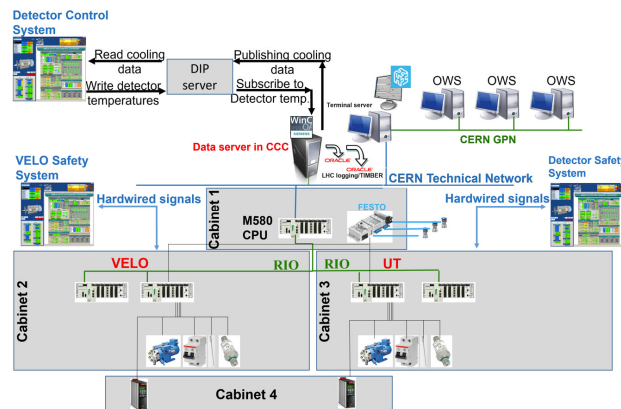 Detector Control
System
Read cooling
data
Write detector
temperatures
DIP
server
Publishing cooling
data
Subscribe to
Detector temp.
Terminal server
OWS
OWS
OWS
CERN GPN
WinC
SIEMENS
Data server in CCC
ORACLE
ORACLE
LHC logging/TIMBER
CERN Technical Network
VELO Safety
System
Hardwired signals
Detector Safet
System
Hardwired signals
Cabinet 1
M580
CPU
FESTO
Cabinet 2
VELO
RIO
RIO
UT
Cabinet 3
Cabinet 4